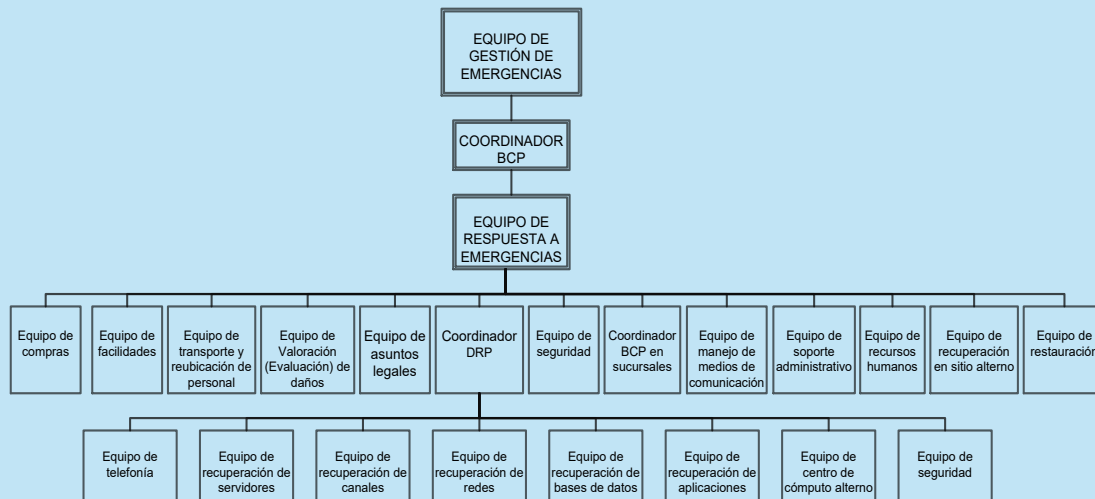 EQUIPO DE
GESTIÓN DE
EMERGENCIAS
COORDINADOR
BCP
EQUIPO DE
RESPUESTA A
EMERGENCIAS
Equipo de
compras
Equipo de
facilidades
Equipo de
transporte y
reubicación de
personal
Equipo de
Valoración
(Evaluación) de
daños
Equipo de
asuntos
legales
Coordinador
DRP
Equipo de
seguridad
Coordinador
BCP en
sucursales
Equipo de
manejo de
medios de
comunicación
Equipo de
soporte
administrativo
Equipo de
recursos
humanos
Equipo de
recuperación
en sitio alterno
Equipo de
restauración
Equipo de
telefonía
Equipo de
recuperación de
servidores
Equipo de
recuperación de
canales
Equipo de
recuperación de
redes
Equipo de
recuperación de
bases de datos
Equipo de
recuperación de
aplicaciones
Equipo de
centro de
cómputo alterno
Equipo de
seguridad